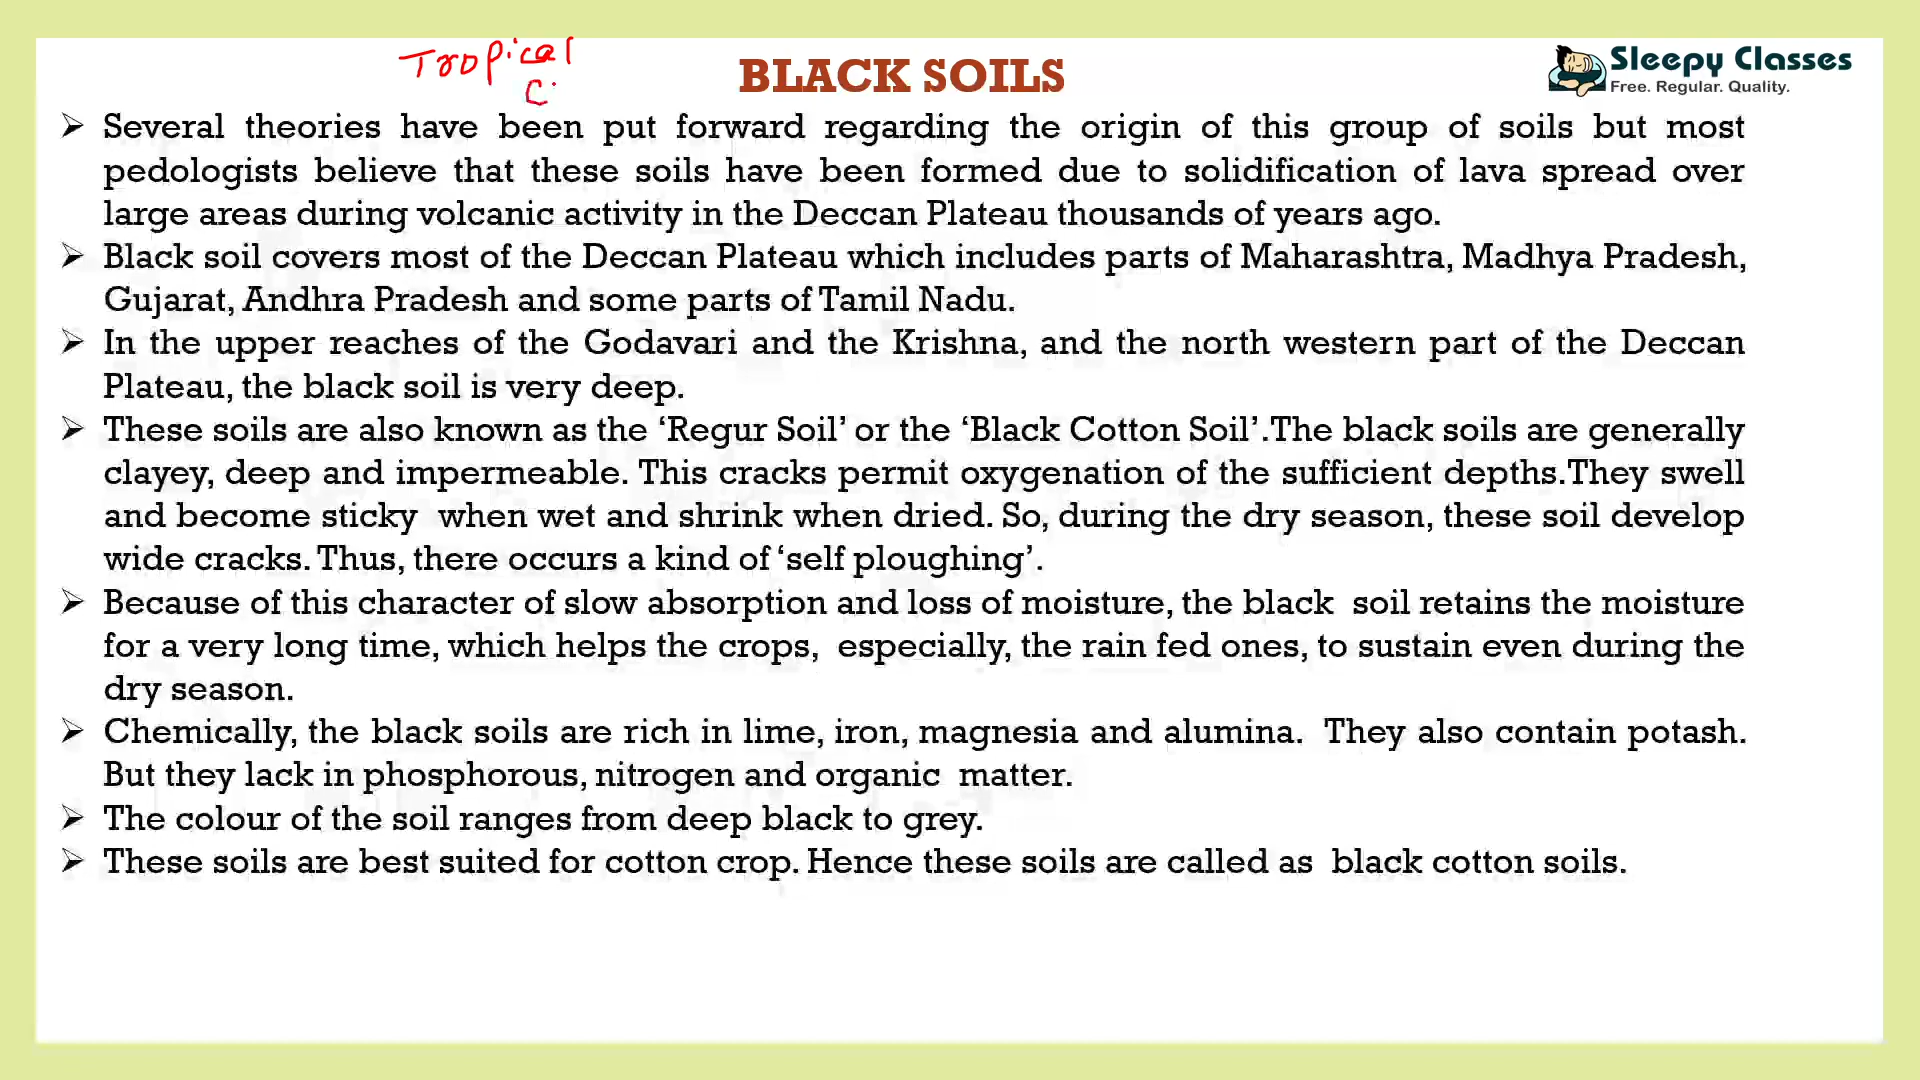 Tropical
C
BLACK SOILS
Sleepy Classes
Free. Regular. Quality.
➢ Several theories have been put forward regarding the origin of this group of soils but most
pedologists believe that these soils have been formed due to solidification of lava spread over
large areas during volcanic activity in the Deccan Plateau thousands of years ago.
➢ Black soil covers most of the Deccan Plateau which includes parts of Maharashtra, Madhya Pradesh,
Gujarat, Andhra Pradesh and some parts of Tamil Nadu.
➢ In the upper reaches of the Godavari and the Krishna, and the north western part of the Deccan
Plateau, the black soil is very deep.
➢ These soils are also known as the ‘Regur Soil’ or the ‘Black Cotton Soil’.The black soils are generally
clayey, deep and impermeable. This cracks permit oxygenation of the sufficient depths.They swell
and become sticky when wet and shrink when dried. So, during the dry season, these soil develop
wide cracks. Thus, there occurs a kind of ‘self ploughing’.
➢ Because of this character of slow absorption and loss of moisture, the black soil retains the moisture
for a very long time, which helps the crops, especially, the rain fed ones, to sustain even during the
dry season.
➢ Chemically, the black soils are rich in lime, iron, magnesia and alumina. They also contain potash.
But they lack in phosphorous, nitrogen and organic matter.
➢ The colour of the soil ranges from deep black to grey.
➢ These soils are best suited for cotton crop. Hence these soils are called as black cotton soils.